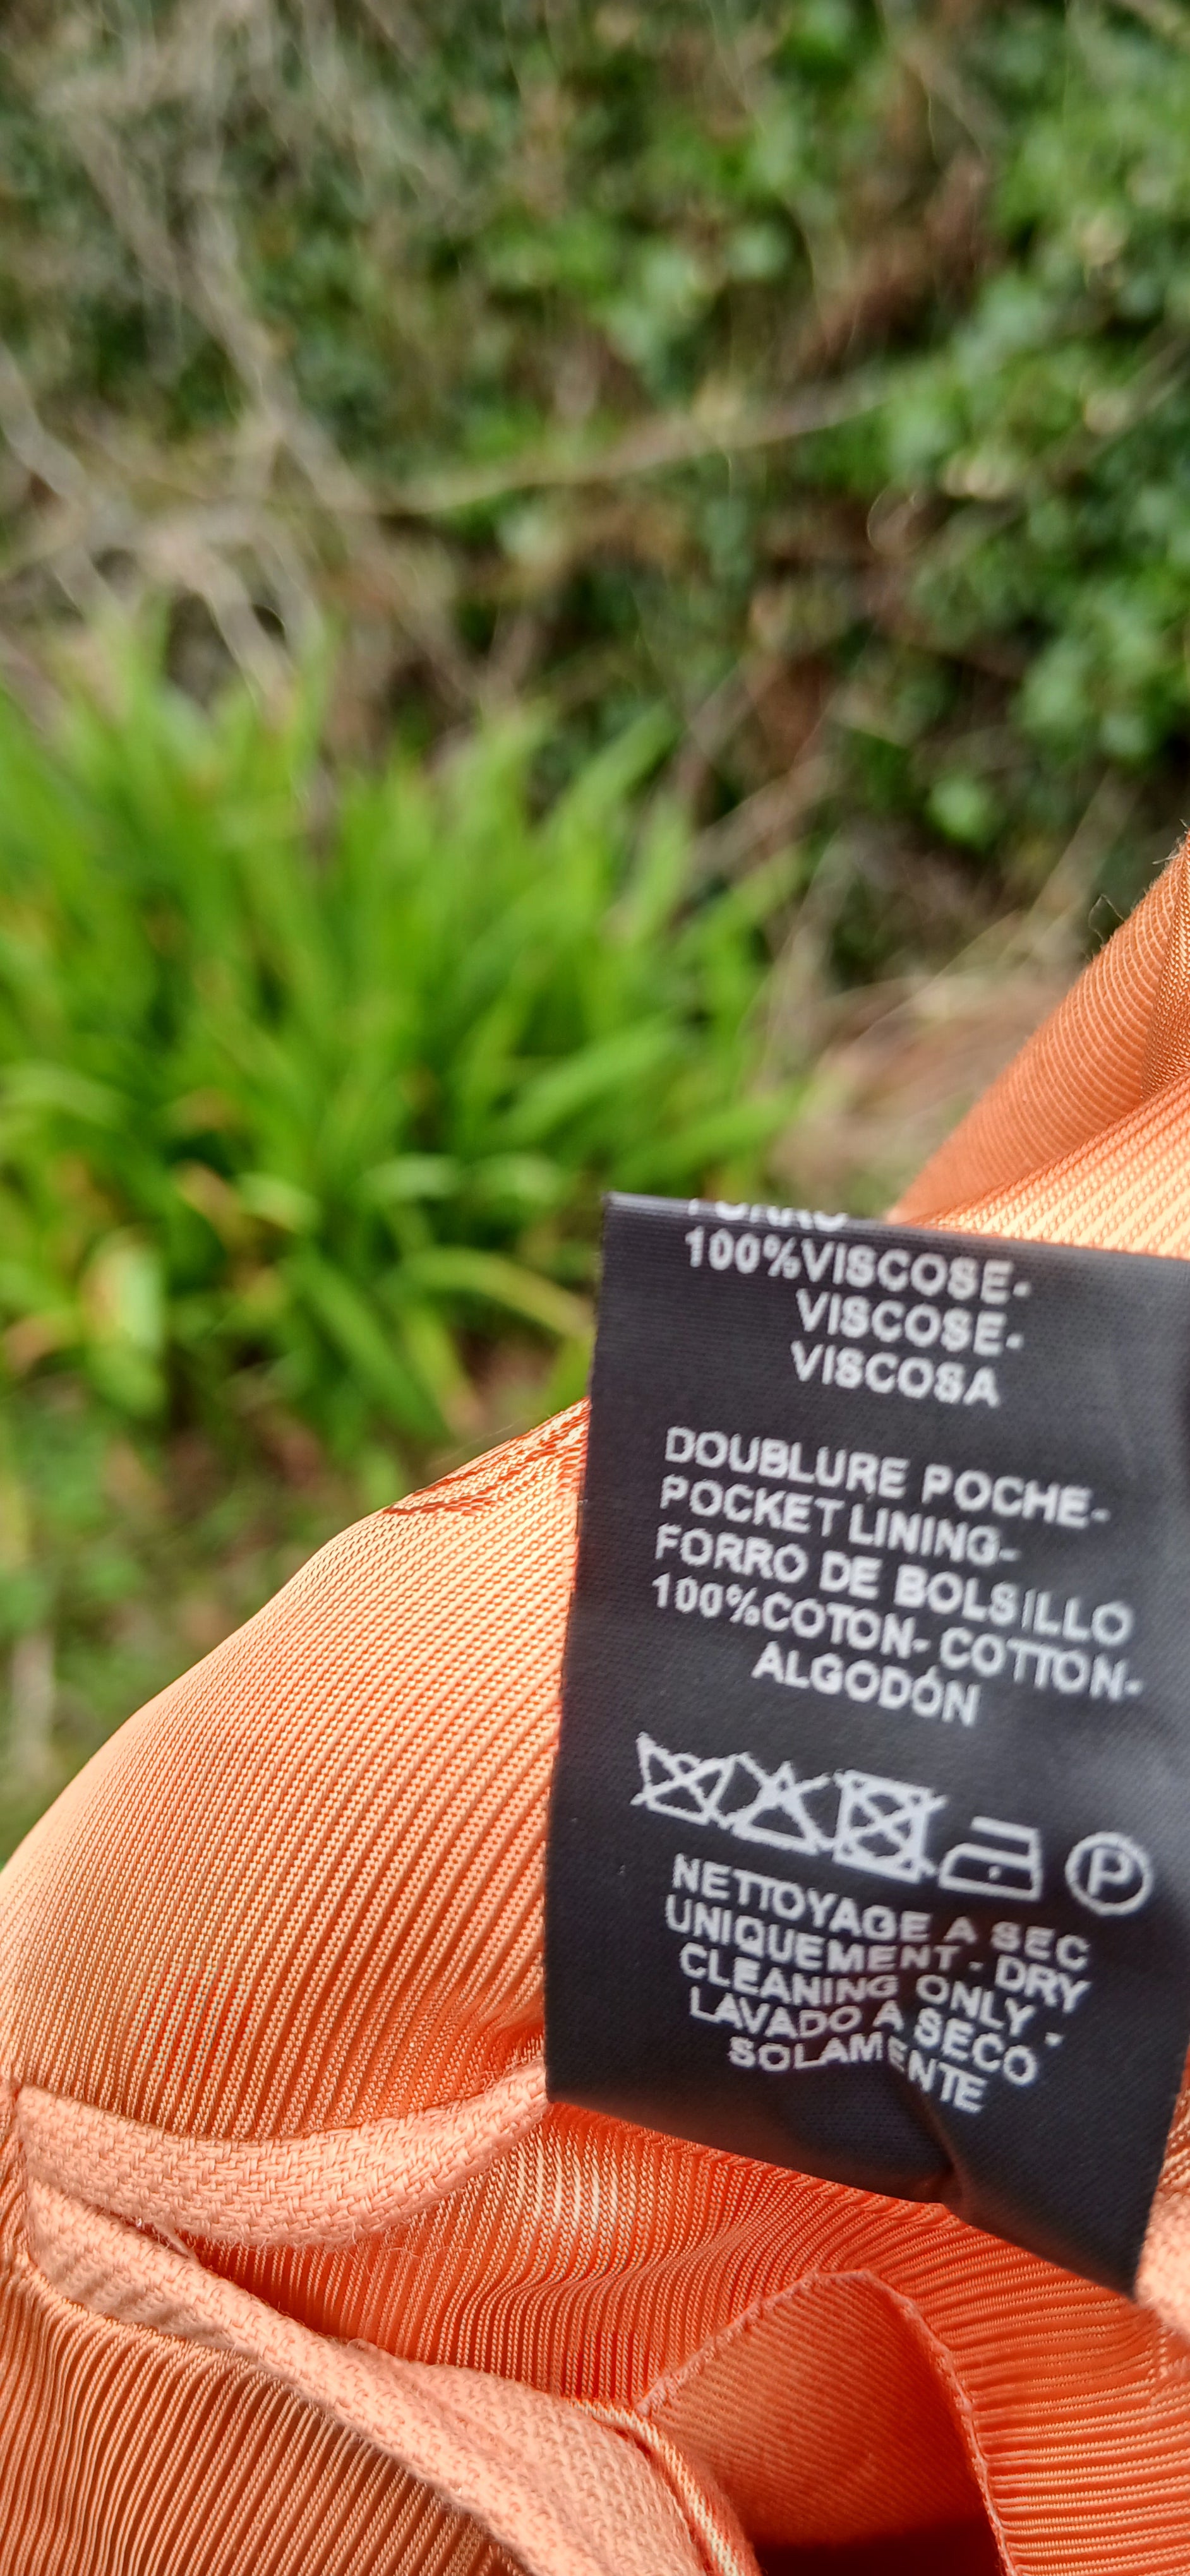 FORRO
100%VISCOSE-
VISCOSE-
VISCOSA
DOUBLURE POCHE-
POCKET LINING-
FORRO DE BOLSILLO
100%COTON- COTTON-
ALGODÓN
P
NETTOYAGE A SEC
UNIQUEMENT - DRY
CLEANING ONLY -
LAVADO A SECO
SOLAMENTE